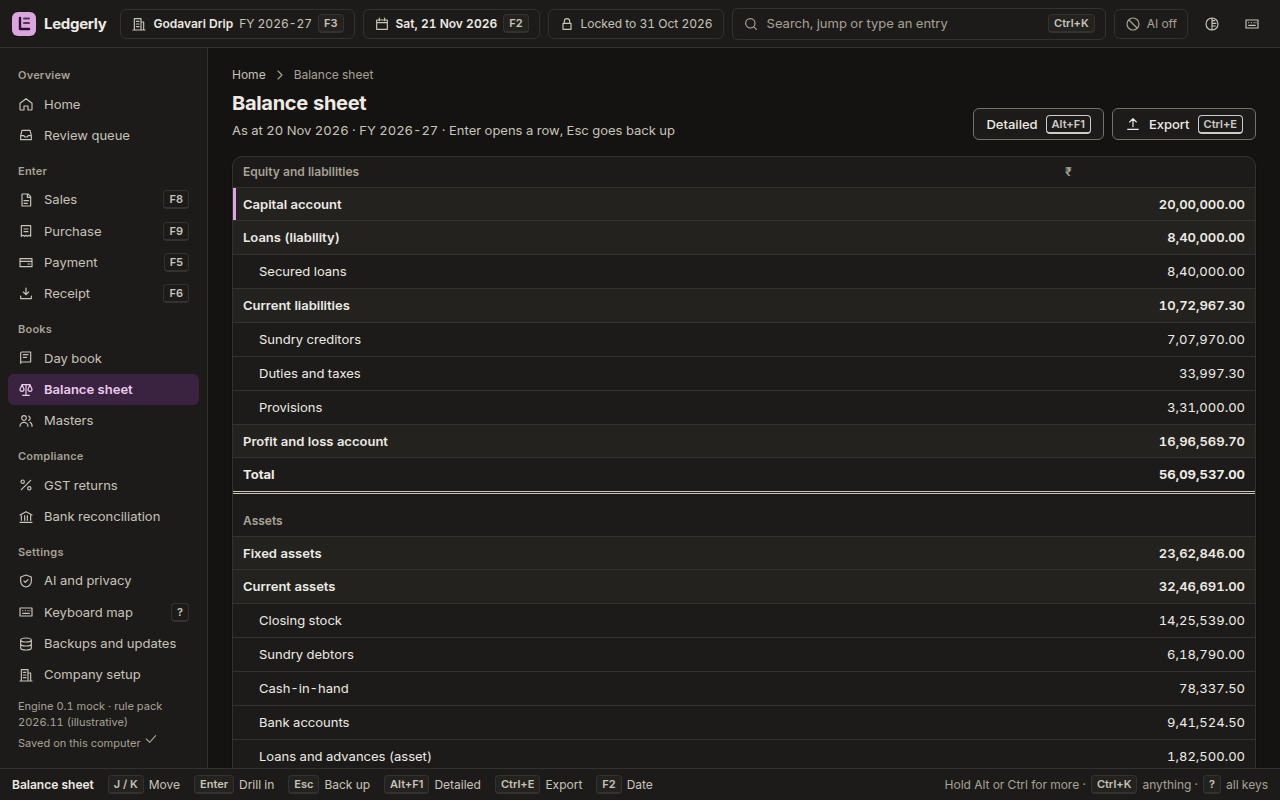 Ledgerly
Godavari Drip FY 2026-27 F3
Sat, 21 Nov 2026 F2
Locked to 31 Oct 2026
Search, jump or type an entry Ctrl+K
AI off
Overview
Home
Review queue
Enter
Sales F8
Purchase F9
Payment F5
Receipt F6
Books
Day book
Balance sheet
Masters
Compliance
GST returns
Bank reconciliation
Settings
AI and privacy
Keyboard map ?
Backups and updates
Company setup
Engine 0.1 mock · rule pack
2026.11 (illustrative)
Saved on this computer
Home > Balance sheet
Balance sheet
As at 20 Nov 2026 · FY 2026-27 · Enter opens a row, Esc goes back up
Detailed Alt+F1
Export Ctrl+E
Equity and liabilities ₹
Capital account 20,00,000.00
Loans (liability) 8,40,000.00
Secured loans 8,40,000.00
Current liabilities 10,72,967.30
Sundry creditors 7,07,970.00
Duties and taxes 33,997.30
Provisions 3,31,000.00
Profit and loss account 16,96,569.70
Total 56,09,537.00
Assets
Fixed assets 23,62,846.00
Current assets 32,46,691.00
Closing stock 14,25,539.00
Sundry debtors 6,18,790.00
Cash-in-hand 78,337.50
Bank accounts 9,41,524.50
Loans and advances (asset) 1,82,500.00
Balance sheet J / K Move Enter Drill in Esc Back up Alt+F1 Detailed Ctrl+E Export F2 Date
Hold Alt or Ctrl for more · Ctrl+K anything · ? all keys